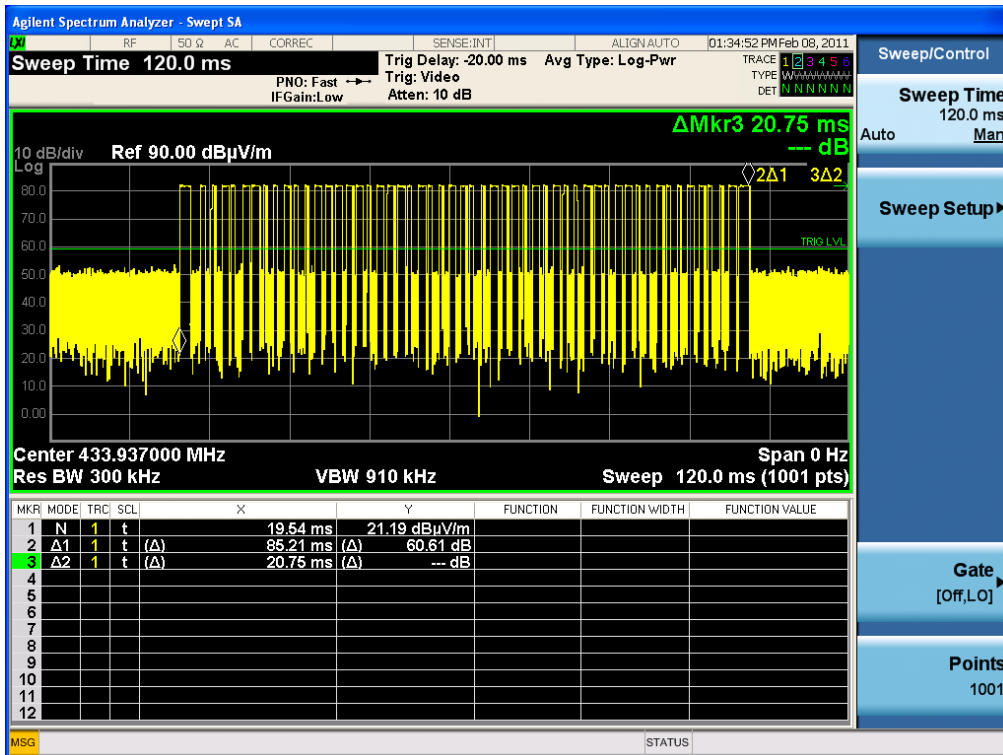 Agilent Spectrum Analyzer - Swept SA
LXI RF 50 Ω AC CORREC SENSE:INT ALIGN AUTO 01:34:52 PM Feb 08, 2011
Sweep Time 120.0 ms
PNO: Fast
IFGain:Low
Trig Delay: -20.00 ms
Trig: Video
Atten: 10 dB
Avg Type: Log-Pwr
TRACE 1 2 3 4 5 6
TYPE
DET N N N N N N
ΔMkr3 20.75 ms
--- dB
10 dB/div Ref 90.00 dBµV/m
Log
2Δ1 3Δ2
80.0
70.0
60.0
TRIG LVL
50.0
40.0
30.0
20.0
10.0
0.00
Center 433.937000 MHz Span 0 Hz
Res BW 300 kHz VBW 910 kHz Sweep 120.0 ms (1001 pts)
MKR MODE TRC SCL X Y FUNCTION FUNCTION WIDTH FUNCTION VALUE
1 N 1 t 19.54 ms 21.19 dBµV/m
2 Δ1 1 t (Δ) 85.21 ms (Δ) 60.61 dB
3 Δ2 1 t (Δ) 20.75 ms (Δ) --- dB
4
5
6
7
8
9
10
11
12
MSG STATUS
Sweep/Control
Sweep Time
120.0 ms
Auto Man
Sweep Setup
Gate
[Off,LO]
Points
1001